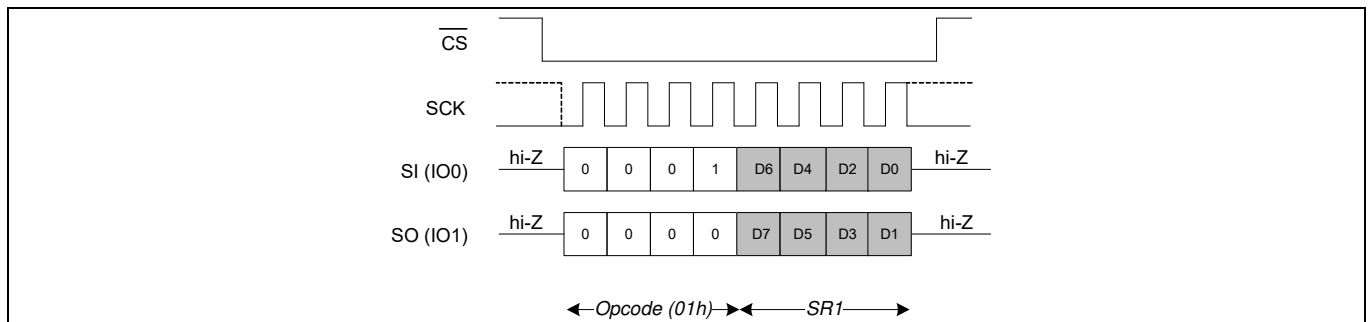 CS
SCK
hi-Z hi-Z
SI (IO0) 0 0 0 1 D6 D4 D2 D0
hi-Z hi-Z
SO (IO1) 0 0 0 0 D7 D5 D3 D1
Opcode (01h) SR1